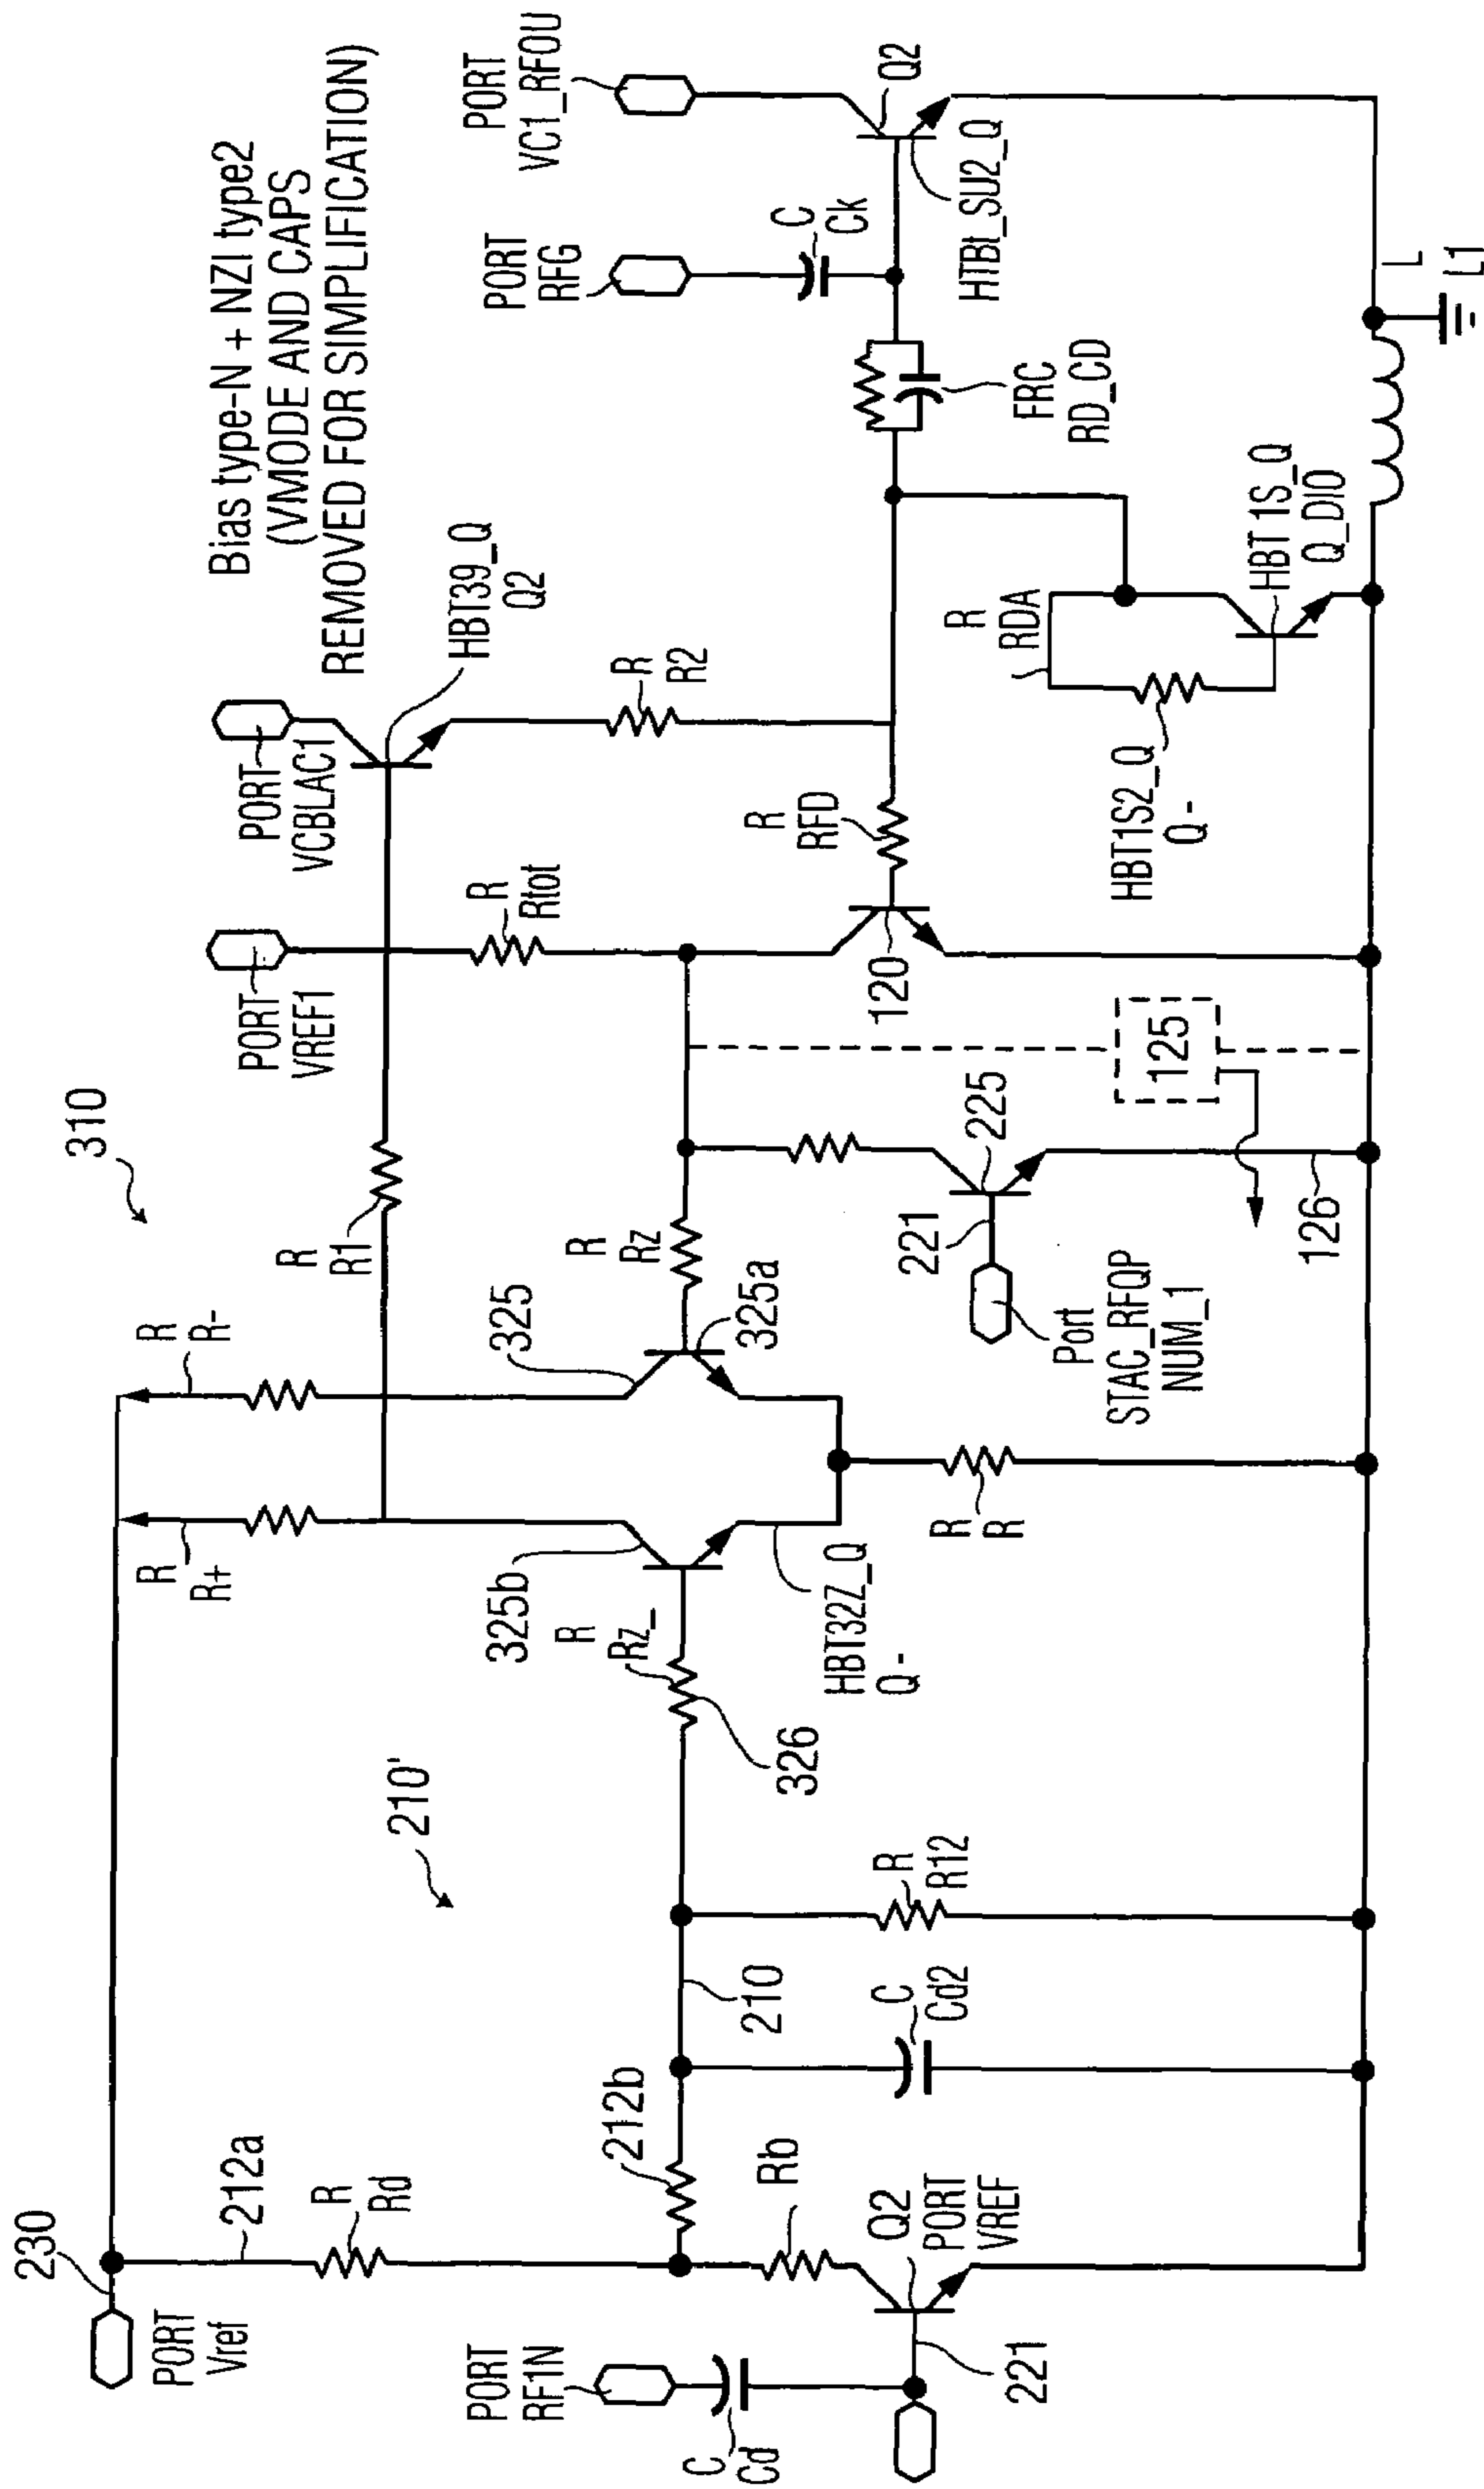 310
Bias type-N + NZI type2
(VMODE AND CAPS
REMOVED FOR SIMPLIFICATION)
230
PORT
Vref
212a
R
Rd
R
R+
R
R-
R
R1
PORT
VREF1
PORT
VCBLAC1
HBT39_Q
Q2
PORT
RFG
PORT
VC1_RFOU
210'
R
Rtot
R
R2
C
Ck
Q2
PORT
RF1N
C
Cd
212b
Rb
210
326
R
Rz_
325b
325
325a
R
Rz
R
RFD
120
FRC
RD_CD
HTBt_SU2_Q
Q2
PORT
VREF
221
C
Cd2
R
R12
HBT32Z_Q
Q-
R
R
221
225
Port
STAC_RFQP
NUM_1
125
126
R
RDA
HBT1S2_Q
Q-
HBT1S_Q
Q_DIO
L
L1